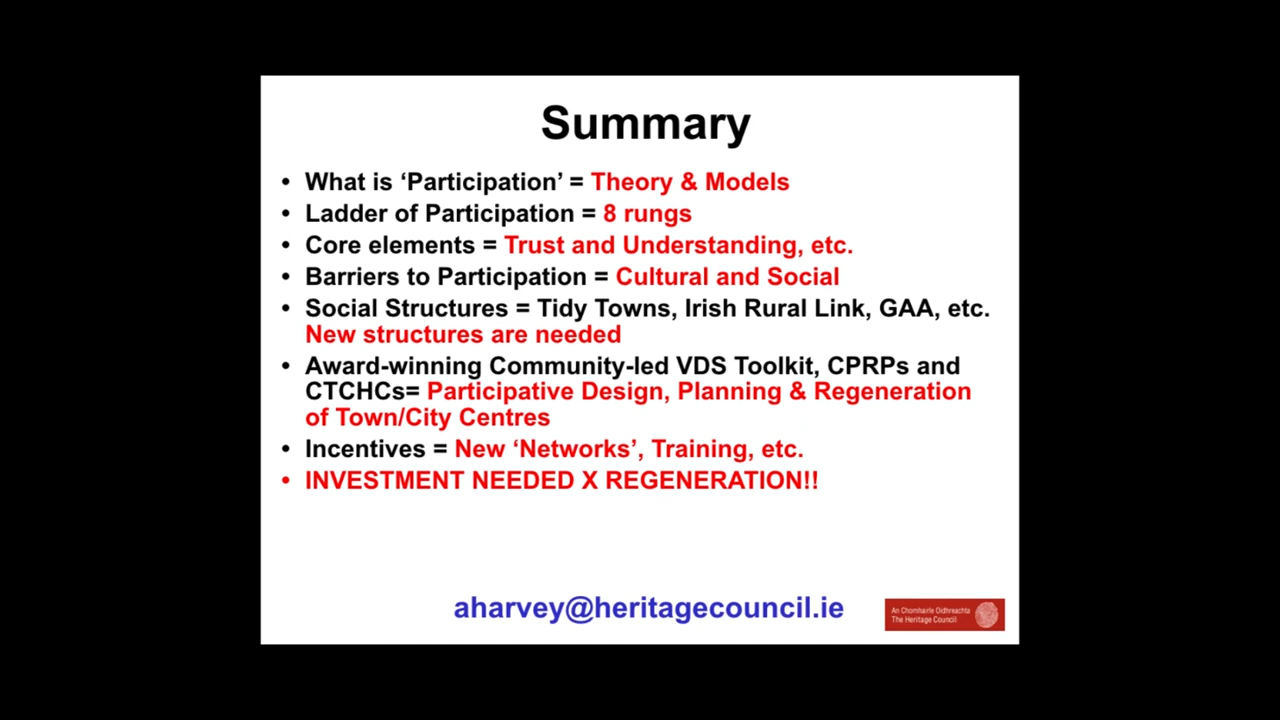 Summary
• What is ‘Participation’ = Theory & Models
• Ladder of Participation = 8 rungs
• Core elements = Trust and Understanding, etc.
• Barriers to Participation = Cultural and Social
• Social Structures = Tidy Towns, Irish Rural Link, GAA, etc.
New structures are needed
• Award-winning Community-led VDS Toolkit, CPRPs and
CTCHCs= Participative Design, Planning & Regeneration
of Town/City Centres
• Incentives = New ‘Networks’, Training, etc.
• INVESTMENT NEEDED X REGENERATION!!
aharvey@heritagecouncil.ie
An Chomhairle Oidhreachta
The Heritage Council